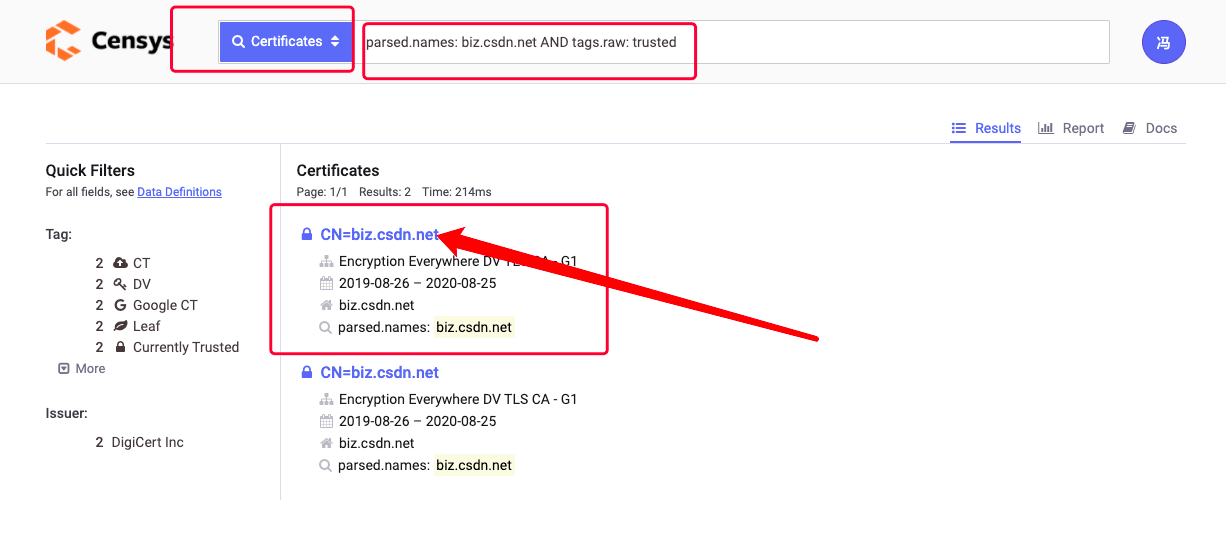 Censys
Certificates
parsed.names: biz.csdn.net AND tags.raw: trusted
冯
Results
Report
Docs
Quick Filters
For all fields, see Data Definitions
Tag:
2 CT
2 DV
2 Google CT
2 Leaf
2 Currently Trusted
More
Issuer:
2 DigiCert Inc
Certificates
Page: 1/1 Results: 2 Time: 214ms
CN=biz.csdn.net
Encryption Everywhere DV TLS CA - G1
2019-08-26 – 2020-08-25
biz.csdn.net
parsed.names: biz.csdn.net
CN=biz.csdn.net
Encryption Everywhere DV TLS CA - G1
2019-08-26 – 2020-08-25
biz.csdn.net
parsed.names: biz.csdn.net